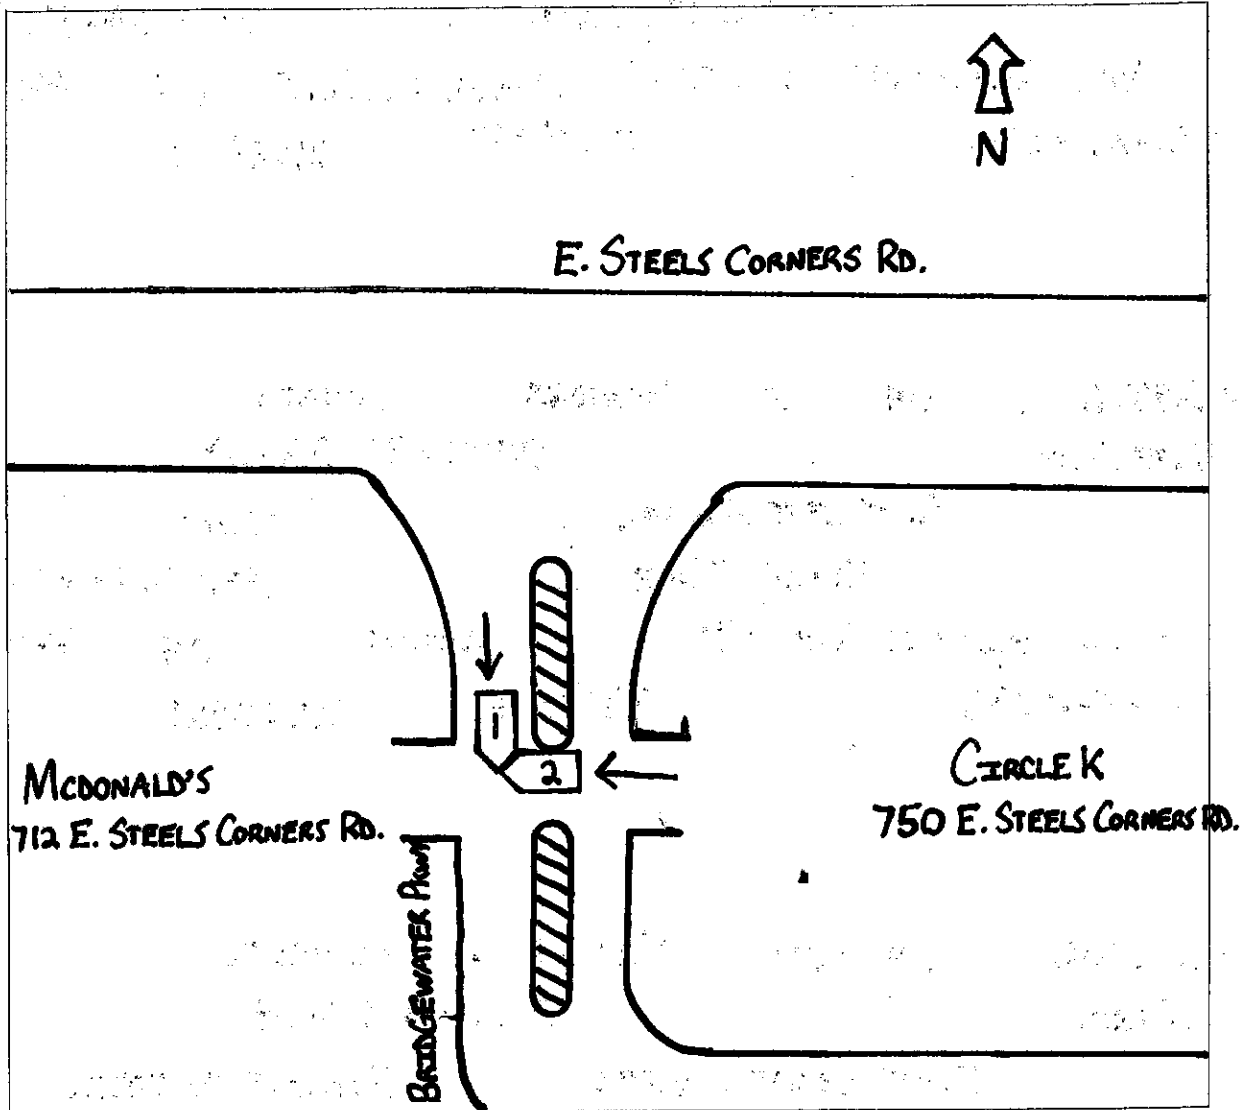 N
E. STEELS CORNERS RD.
1
2
MCDONALD'S
712 E. STEELS CORNERS RD.
CIRCLE K
750 E. STEELS CORNERS RD.
BRIDGEWATER PKWY